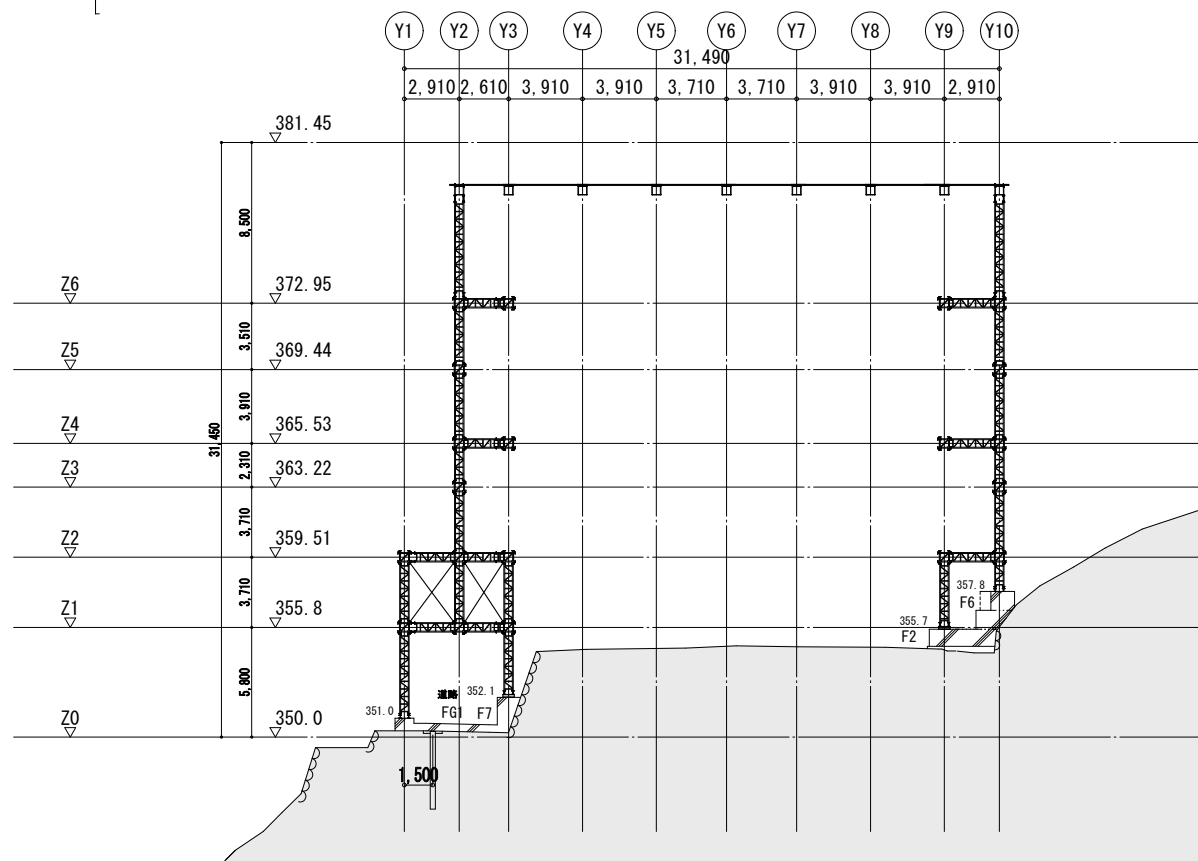 Y1 Y2 Y3 Y4 Y5 Y6 Y7 Y8 Y9 Y10
31,490
2,910 2,610 3,910 3,910 3,710 3,710 3,910 3,910 2,910
381.45
8,500
Z6 372.95
3,510
Z5 369.44
3,910
31,450
Z4 365.53
2,310
Z3 363.22
3,710
Z2 359.51
3,710
357.8
F6
Z1 355.8
355.7
F2
5,800
道路 352.1
351.0 FG1 F7
Z0 350.0
1,500